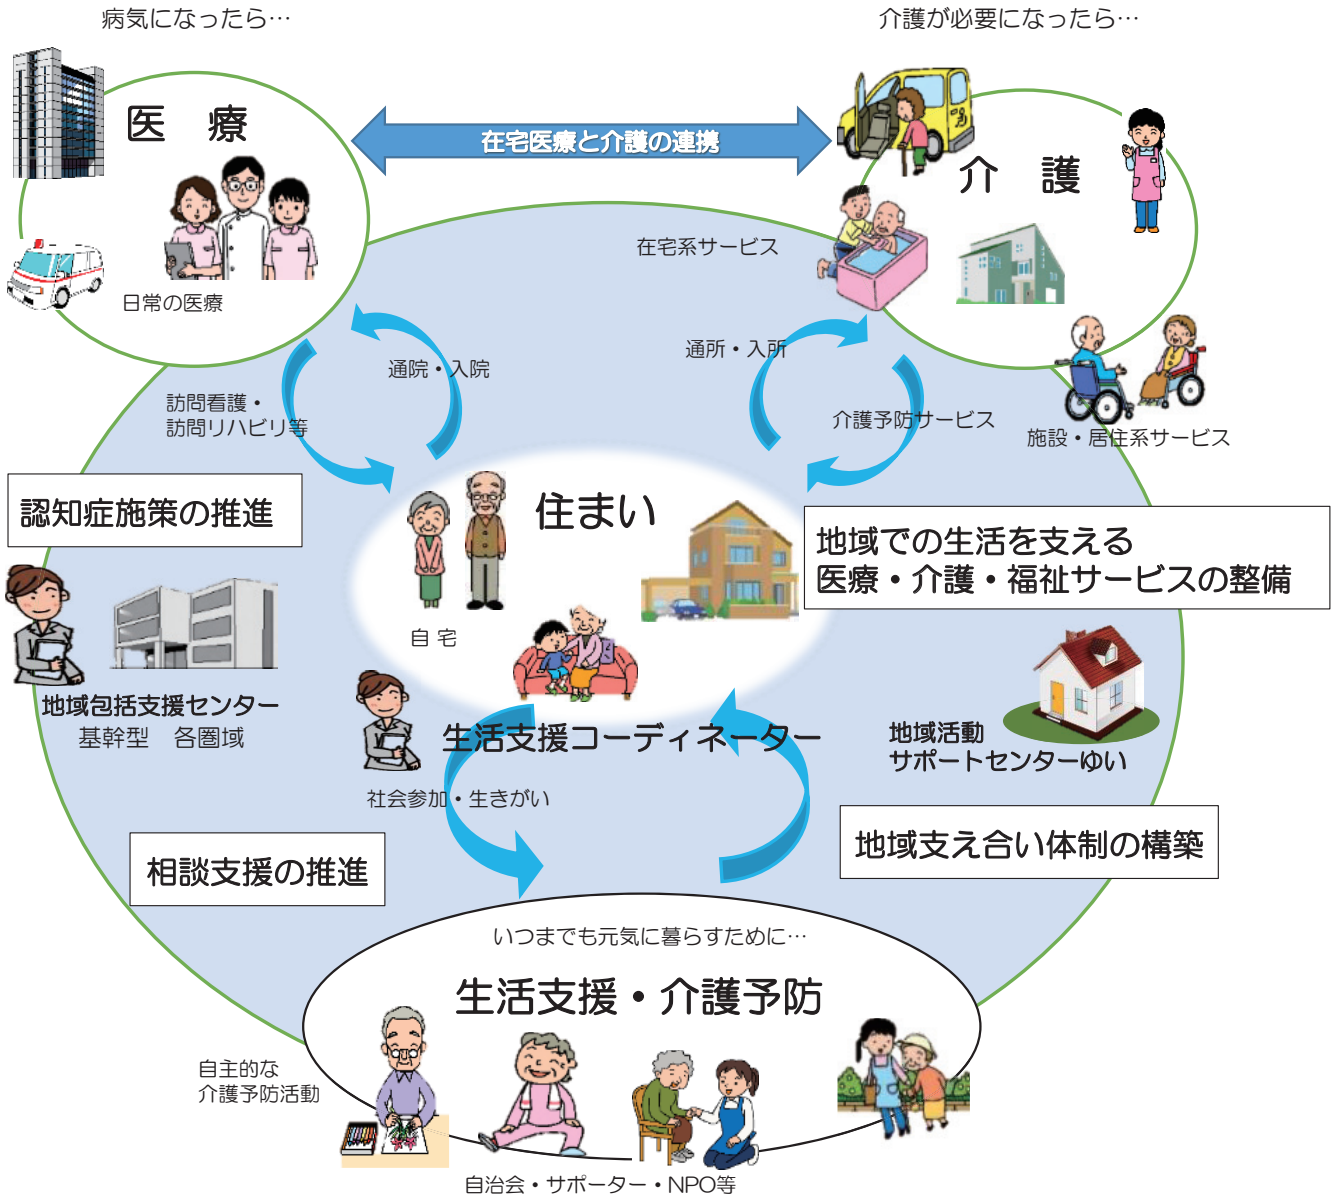 病気になったら…
介護が必要になったら…
医　療
在宅医療と介護の連携
介　護
在宅系サービス
日常の医療
通院・入院
通所・入所
訪問看護・
訪問リハビリ等
介護予防サービス
施設・居住系サービス
認知症施策の推進
住まい
地域での生活を支える
医療・介護・福祉サービスの整備
自 宅
地域包括支援センター
基幹型　各圏域
生活支援コーディネーター
地域活動
サポートセンターゆい
社会参加・生きがい
相談支援の推進
地域支え合い体制の構築
いつまでも元気に暮らすために…
生活支援・介護予防
自主的な
介護予防活動
自治会・サポーター・NPO等